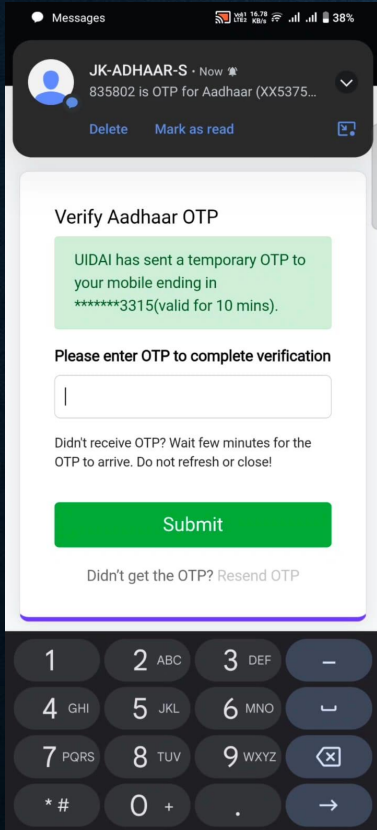 Messages
Vo)) LTE2 16.78 KB/s 38%
JK-ADHAAR-S · Now
835802 is OTP for Aadhaar (XX5375...
Delete Mark as read
Verify Aadhaar OTP
UIDAI has sent a temporary OTP to
your mobile ending in
*******3315(valid for 10 mins).
Please enter OTP to complete verification
Didn't receive OTP? Wait few minutes for the
OTP to arrive. Do not refresh or close!
Submit
Didn't get the OTP? Resend OTP
1 2 ABC 3 DEF –
4 GHI 5 JKL 6 MNO
7 PQRS 8 TUV 9 WXYZ
* # 0 + .